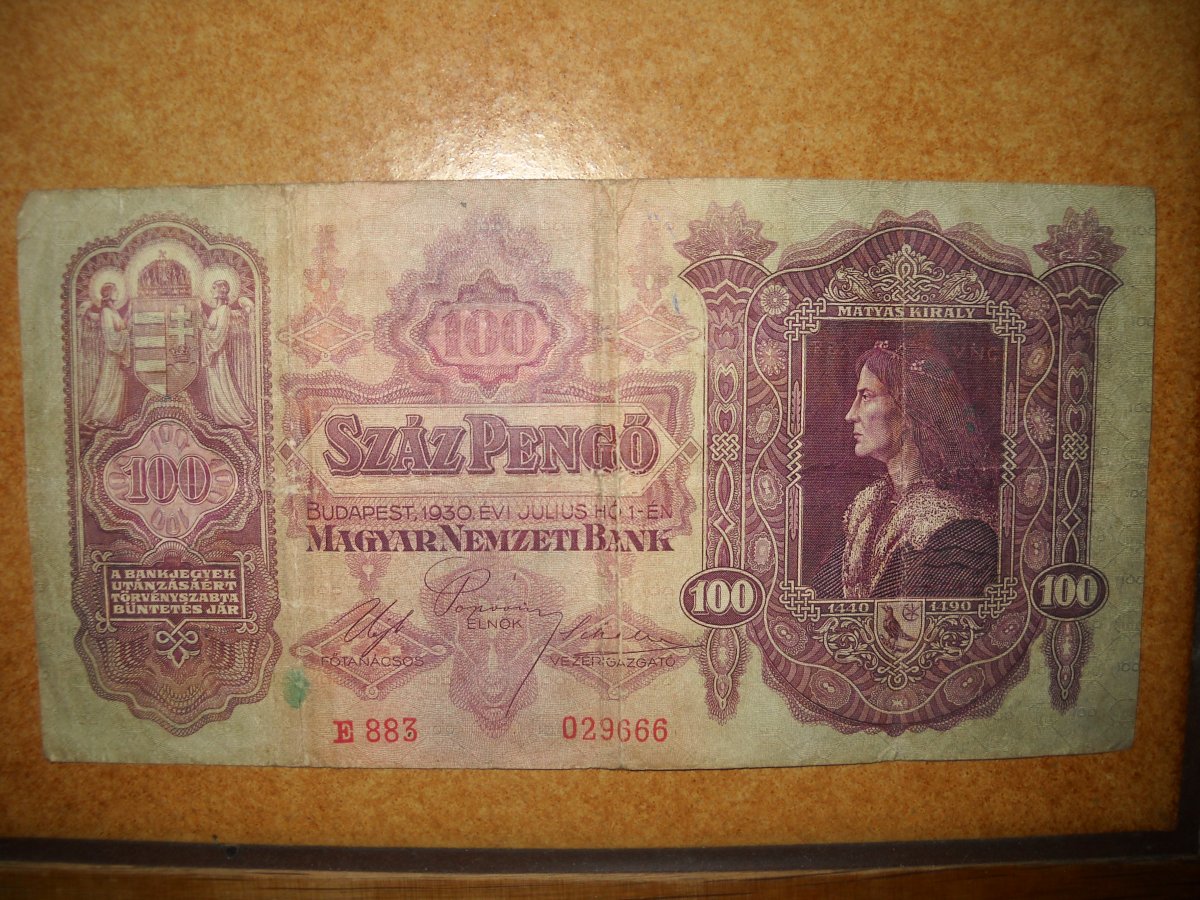 100
A BANKJEGYEK
UTÁNZÁSÁÉRT
TÖRVÉNYSZABTA
BÜNTETÉS JÁR
100
SZÁZ PENGŐ
BUDAPEST, 1930. ÉVI JÚLIUS HÓ 1-ÉN
MAGYAR NEMZETI BANK
ELNÖK
FŐTANÁCSOS
VEZÉRIGAZGATÓ
E 883
029666
MÁTYÁS KIRÁLY
100
100
1440 1490